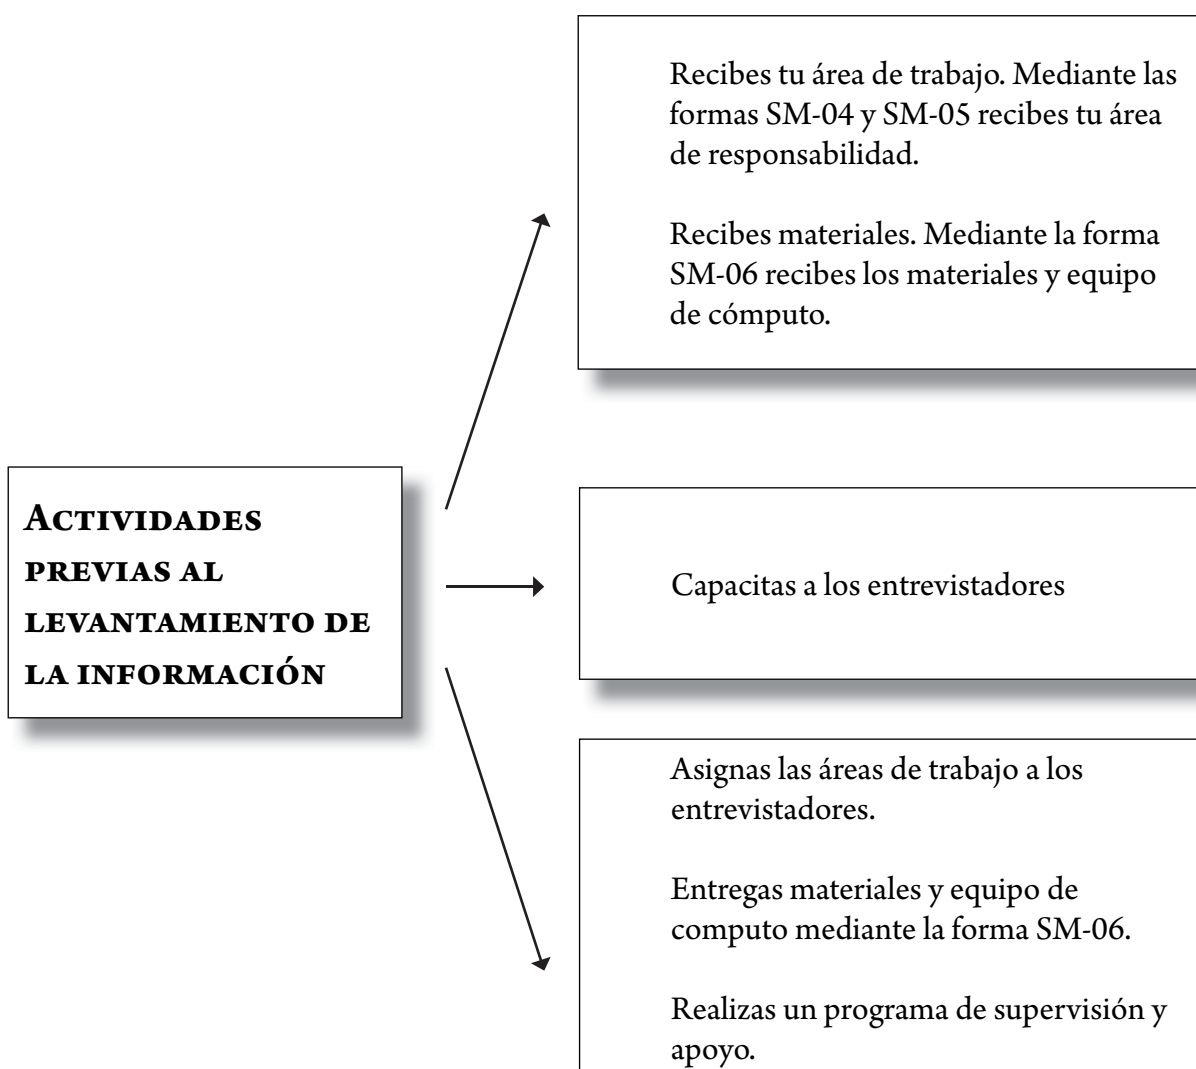 Recibes tu área de trabajo. Mediante las
formas SM-04 y SM-05 recibes tu área
de responsabilidad.
Recibes materiales. Mediante la forma
SM-06 recibes los materiales y equipo
de cómputo.
Actividades
previas al
levantamiento de
la información
Capacitas a los entrevistadores
Asignas las áreas de trabajo a los
entrevistadores.
Entregas materiales y equipo de
computo mediante la forma SM-06.
Realizas un programa de supervisión y
apoyo.